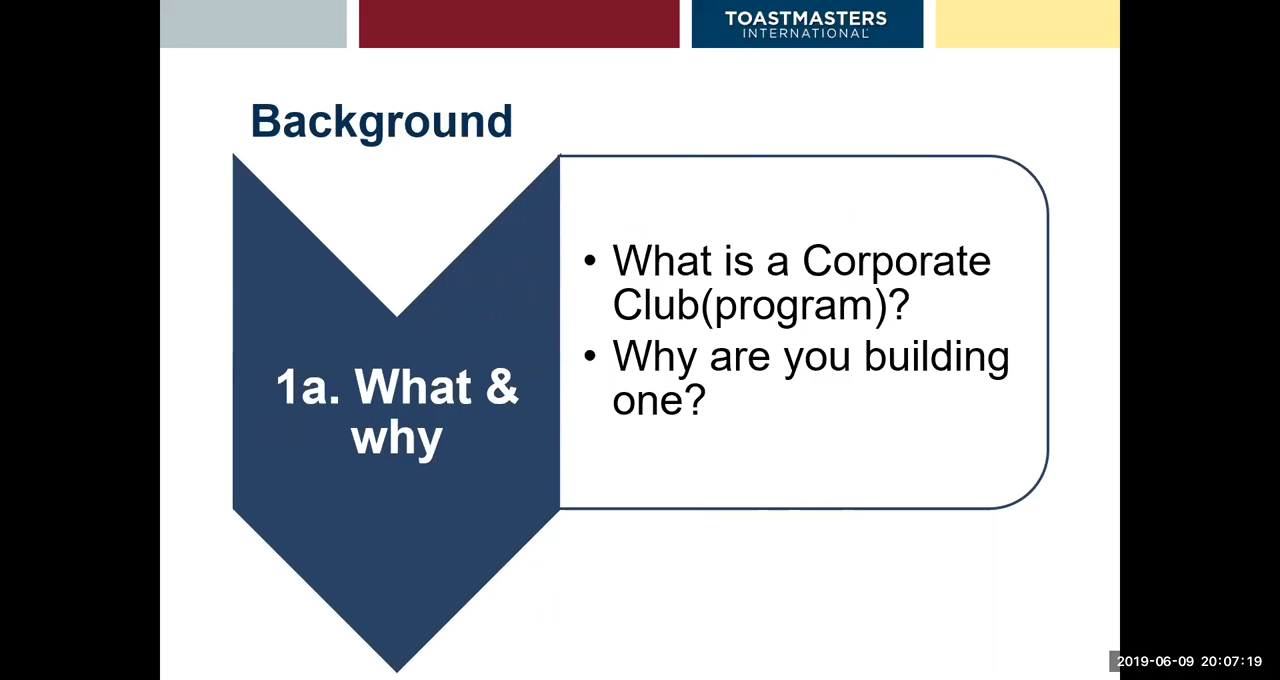 TOASTMASTERS
INTERNATIONAL
Background
1a. What &
why
• What is a Corporate
Club(program)?
• Why are you building
one?
2019-06-09 20:07:19